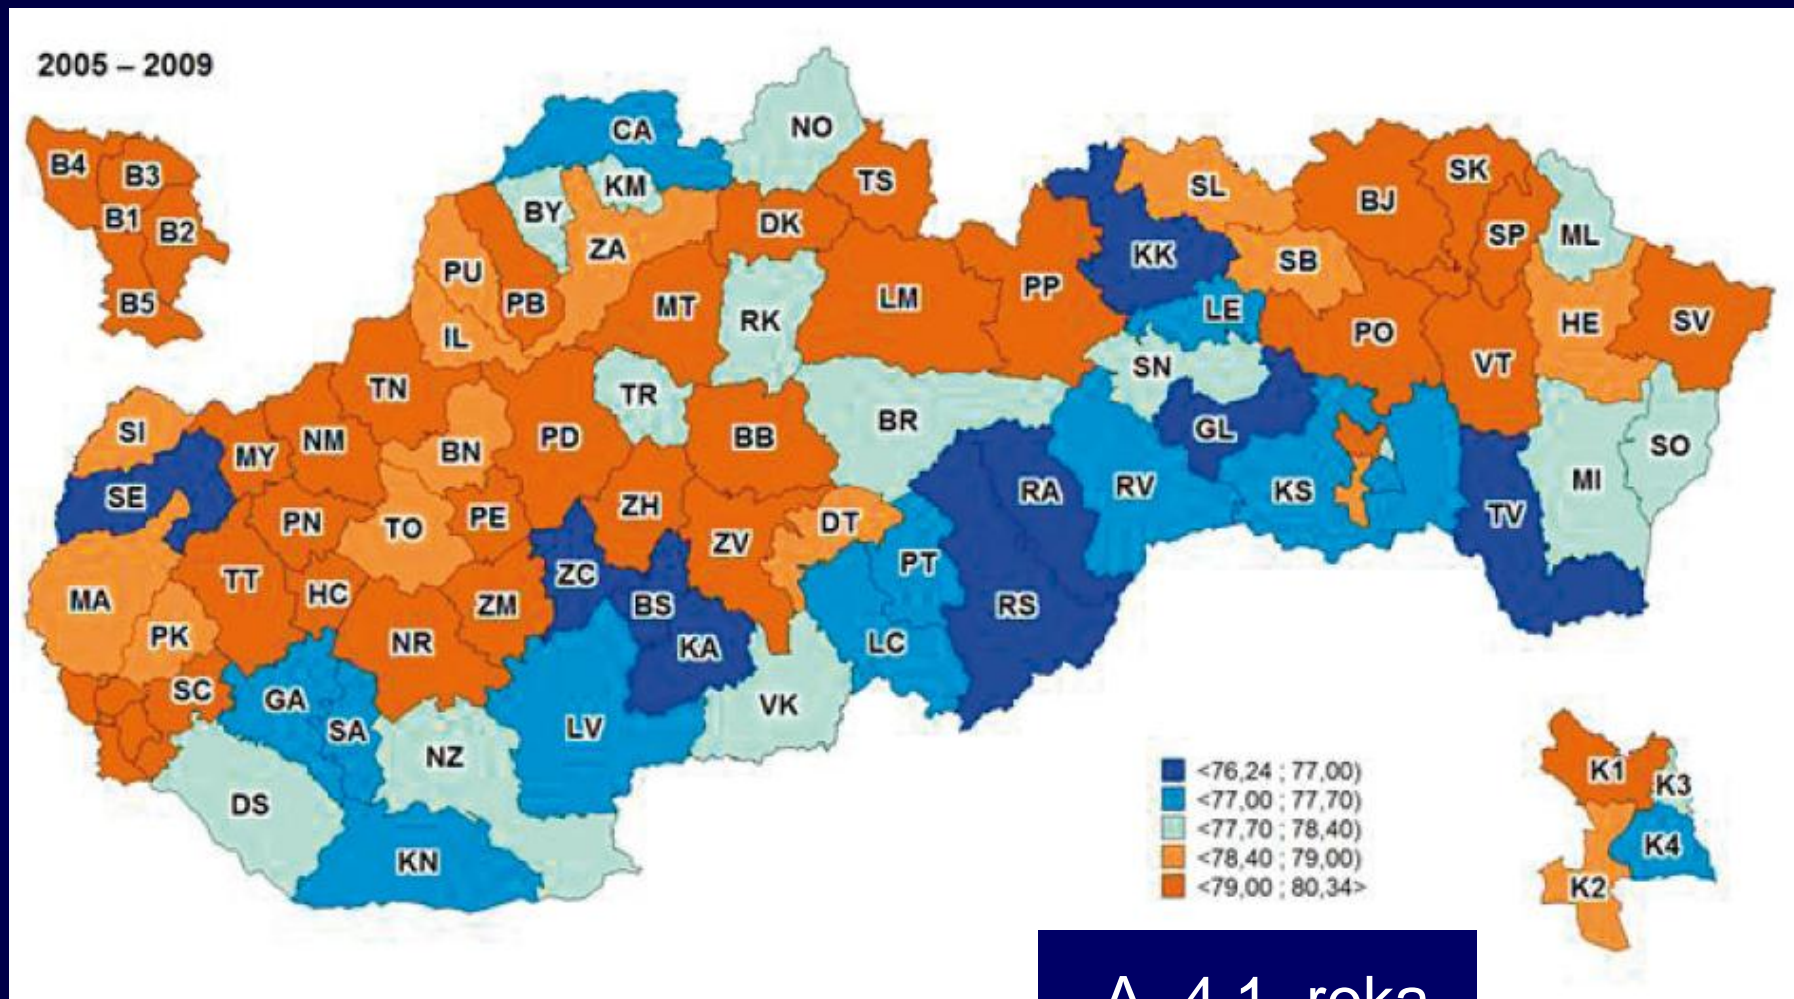 2005 – 2009
B4
B3
B1
B2
B5
CA
NO
KM
BY
TS
DK
ZA
PU
PB
IL
MT
RK
LM
PP
KK
SL
SB
LE
BJ
SK
SP
ML
HE
SV
PO
VT
SN
TN
TR
BR
SI
MY
NM
BN
PD
BB
GL
SO
SE
PN
TO
PE
ZH
ZV
DT
RA
RV
KS
TV
MI
MA
TT
HC
ZM
ZC
BS
PT
RS
PK
NR
KA
LC
SC
GA
SA
LV
VK
NZ
DS
KN
<76,24 ; 77,00)
<77,00 ; 77,70)
<77,70 ; 78,40)
<78,40 ; 79,00)
<79,00 ; 80,34>
K1
K3
K4
K2
4,1 roka